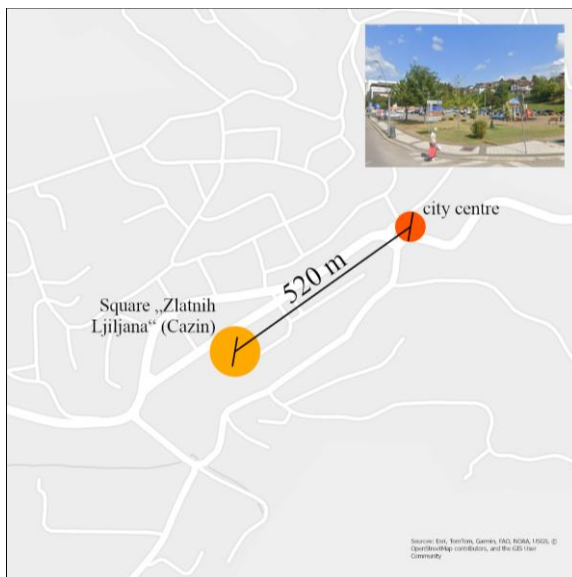 city centre
520 m
Square „Zlatnih
Ljiljana“ (Cazin)
Sources: Esri, TomTom, Garmin, FAO, NOAA, USGS, ©
OpenStreetMap contributors, and the GIS User
Community